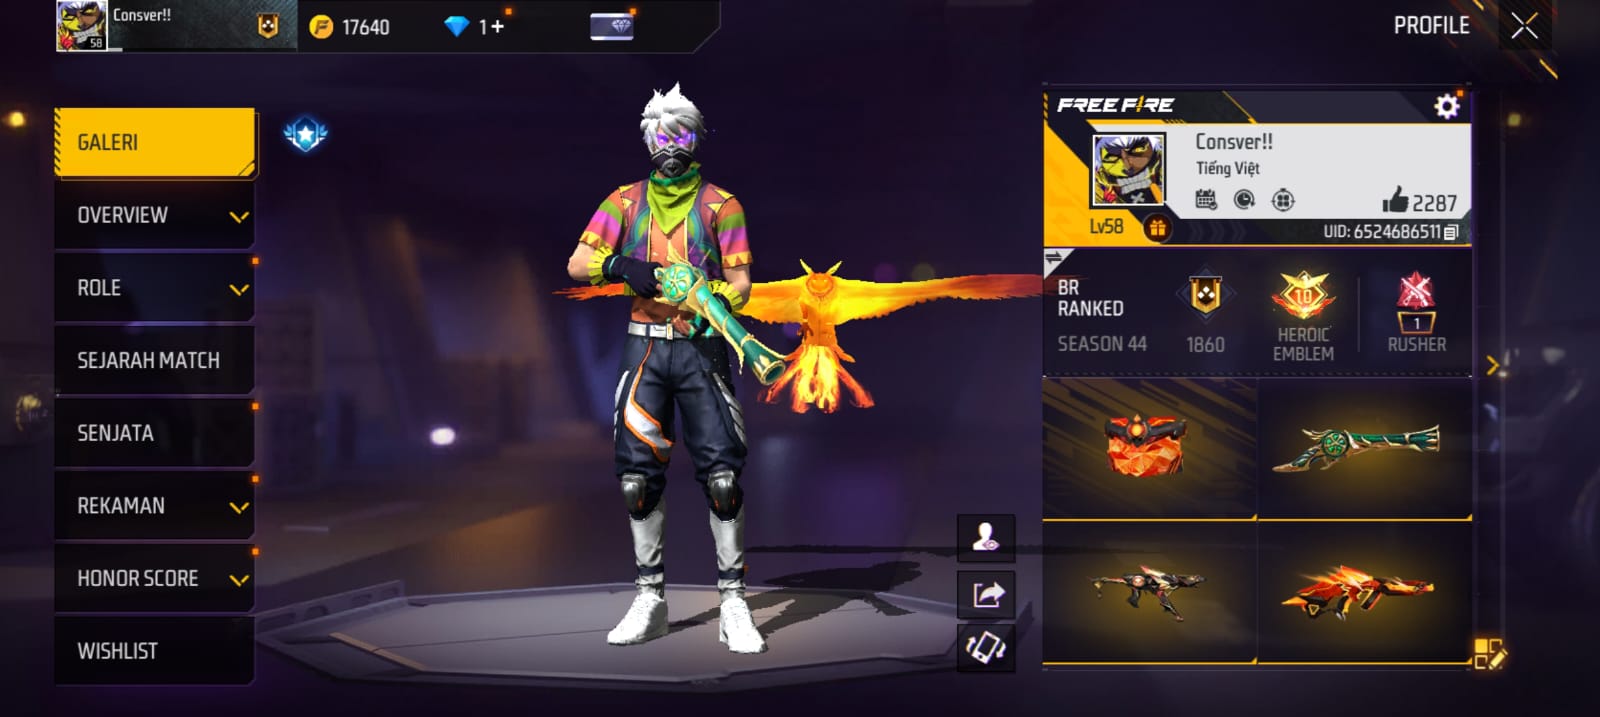 Consver!!
58
17640
1+
PROFILE
GALERI
OVERVIEW
ROLE
SEJARAH MATCH
SENJATA
REKAMAN
HONOR SCORE
WISHLIST
FREE FIRE
Consver!!
Tiếng Việt
2287
Lv58
UID: 6524686511
BR
RANKED
SEASON 44
1860
10
HEROIC
EMBLEM
1
RUSHER